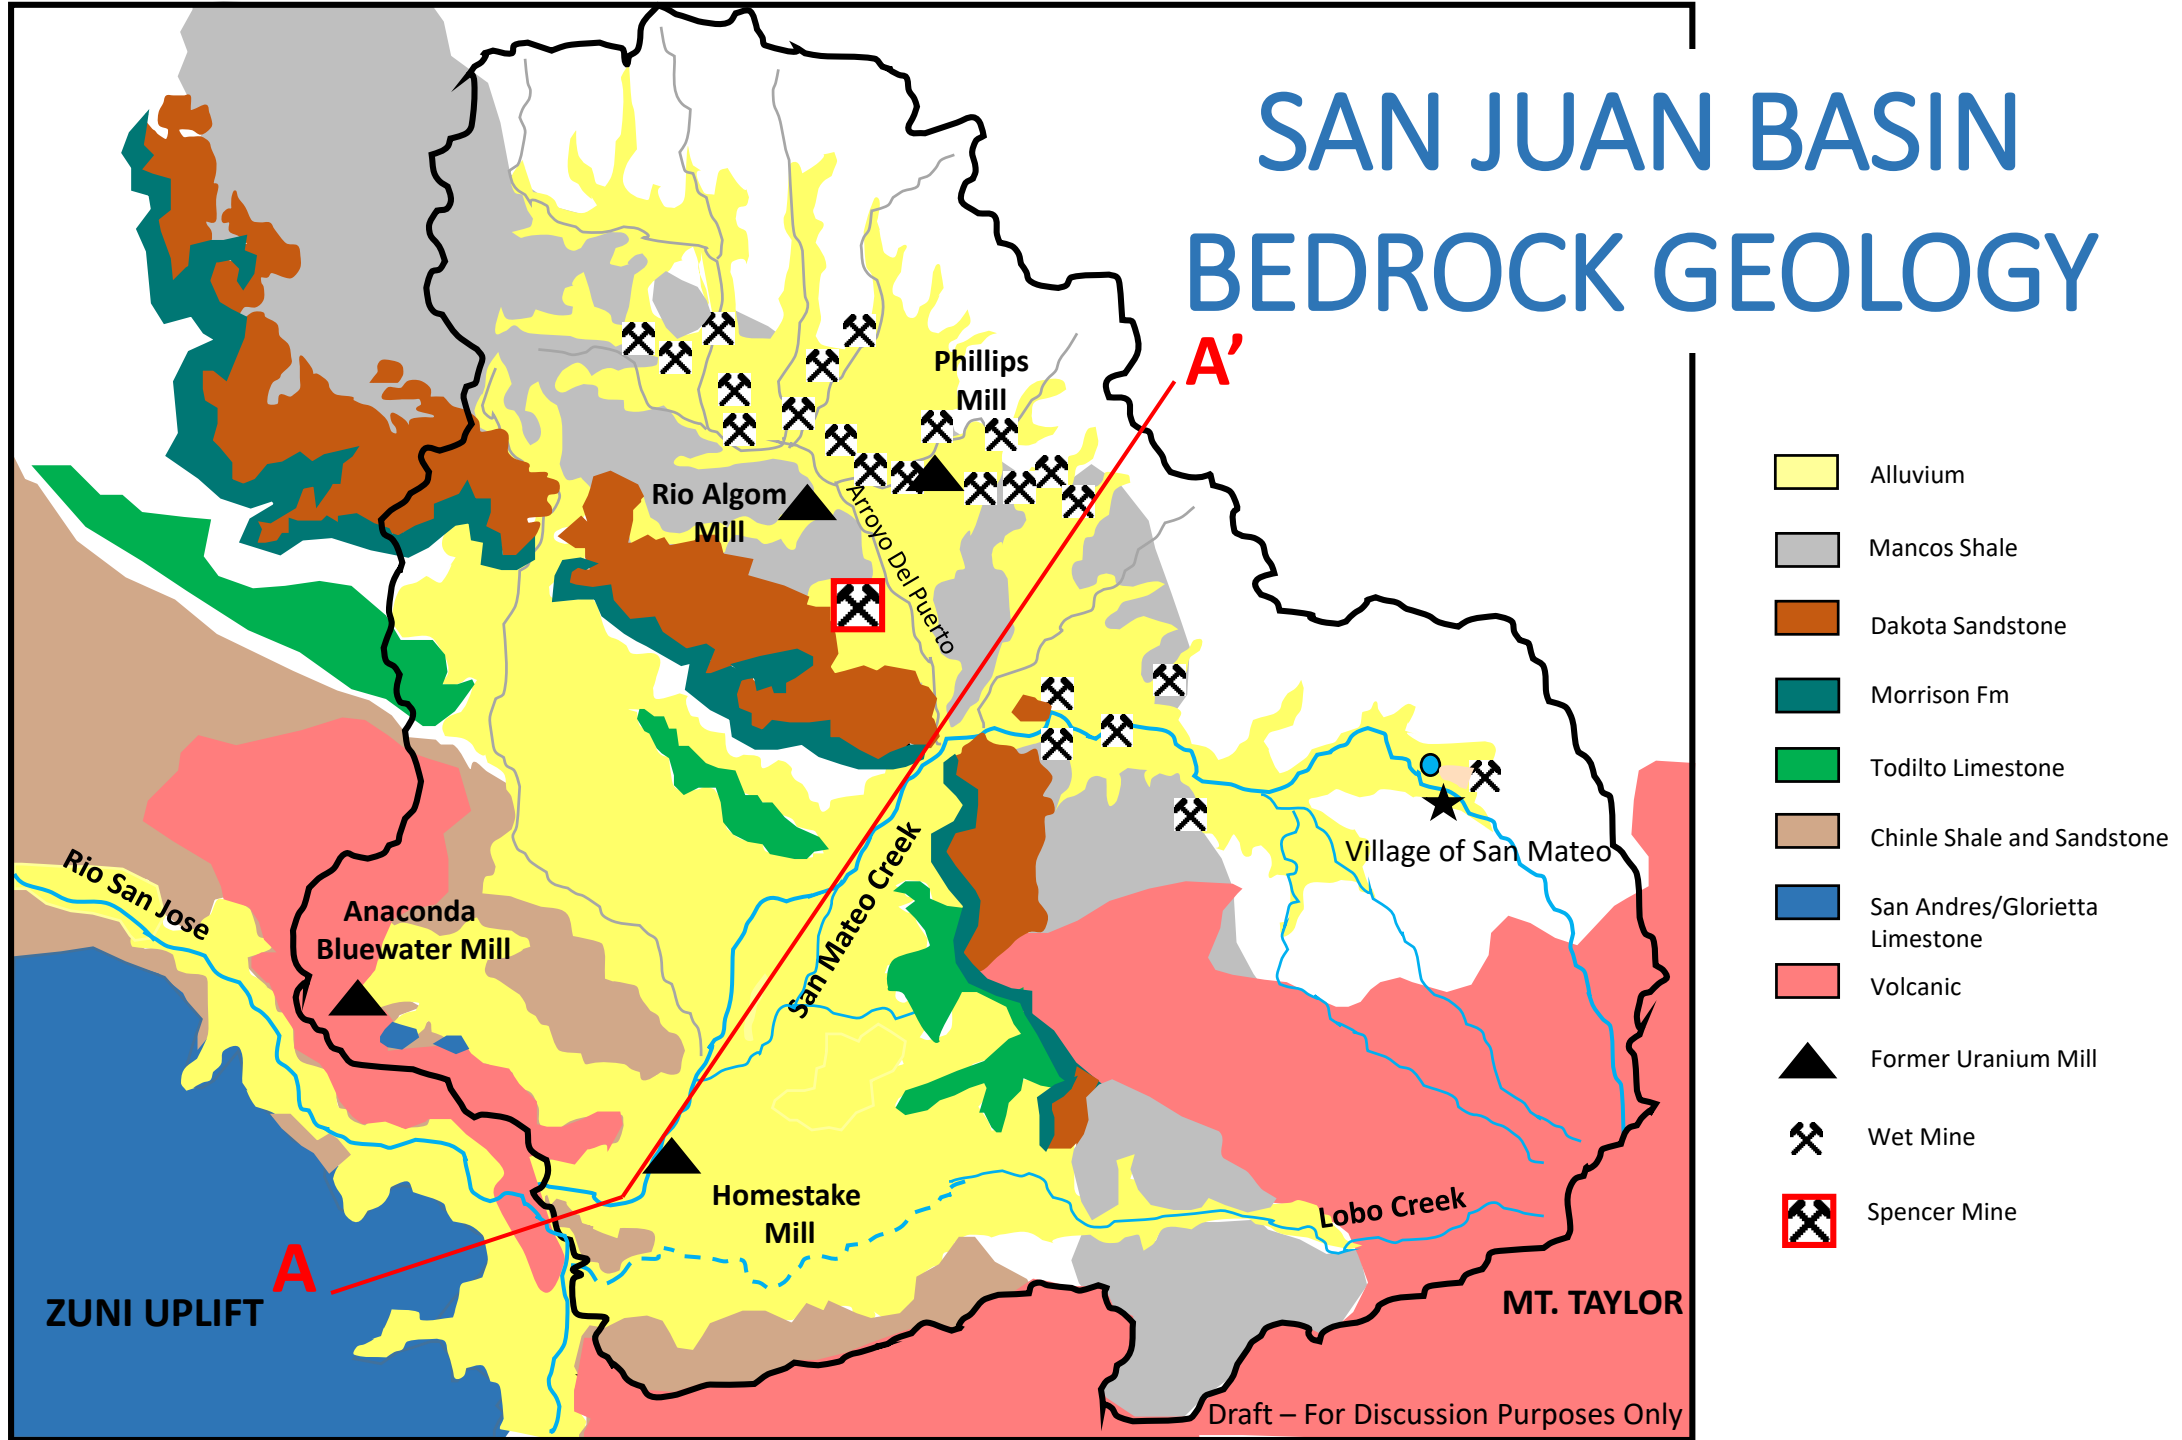 SAN JUAN BASIN
BEDROCK GEOLOGY
A’
Phillips
Mill
Rio Algom
Mill
Arroyo Del Puerto
Village of San Mateo
Rio San Jose
Anaconda
Bluewater Mill
San Mateo Creek
Homestake
Mill
Lobo Creek
A
ZUNI UPLIFT
MT. TAYLOR
Draft – For Discussion Purposes Only
Alluvium
Mancos Shale
Dakota Sandstone
Morrison Fm
Todilto Limestone
Chinle Shale and Sandstone
San Andres/Glorietta
Limestone
Volcanic
Former Uranium Mill
Wet Mine
Spencer Mine